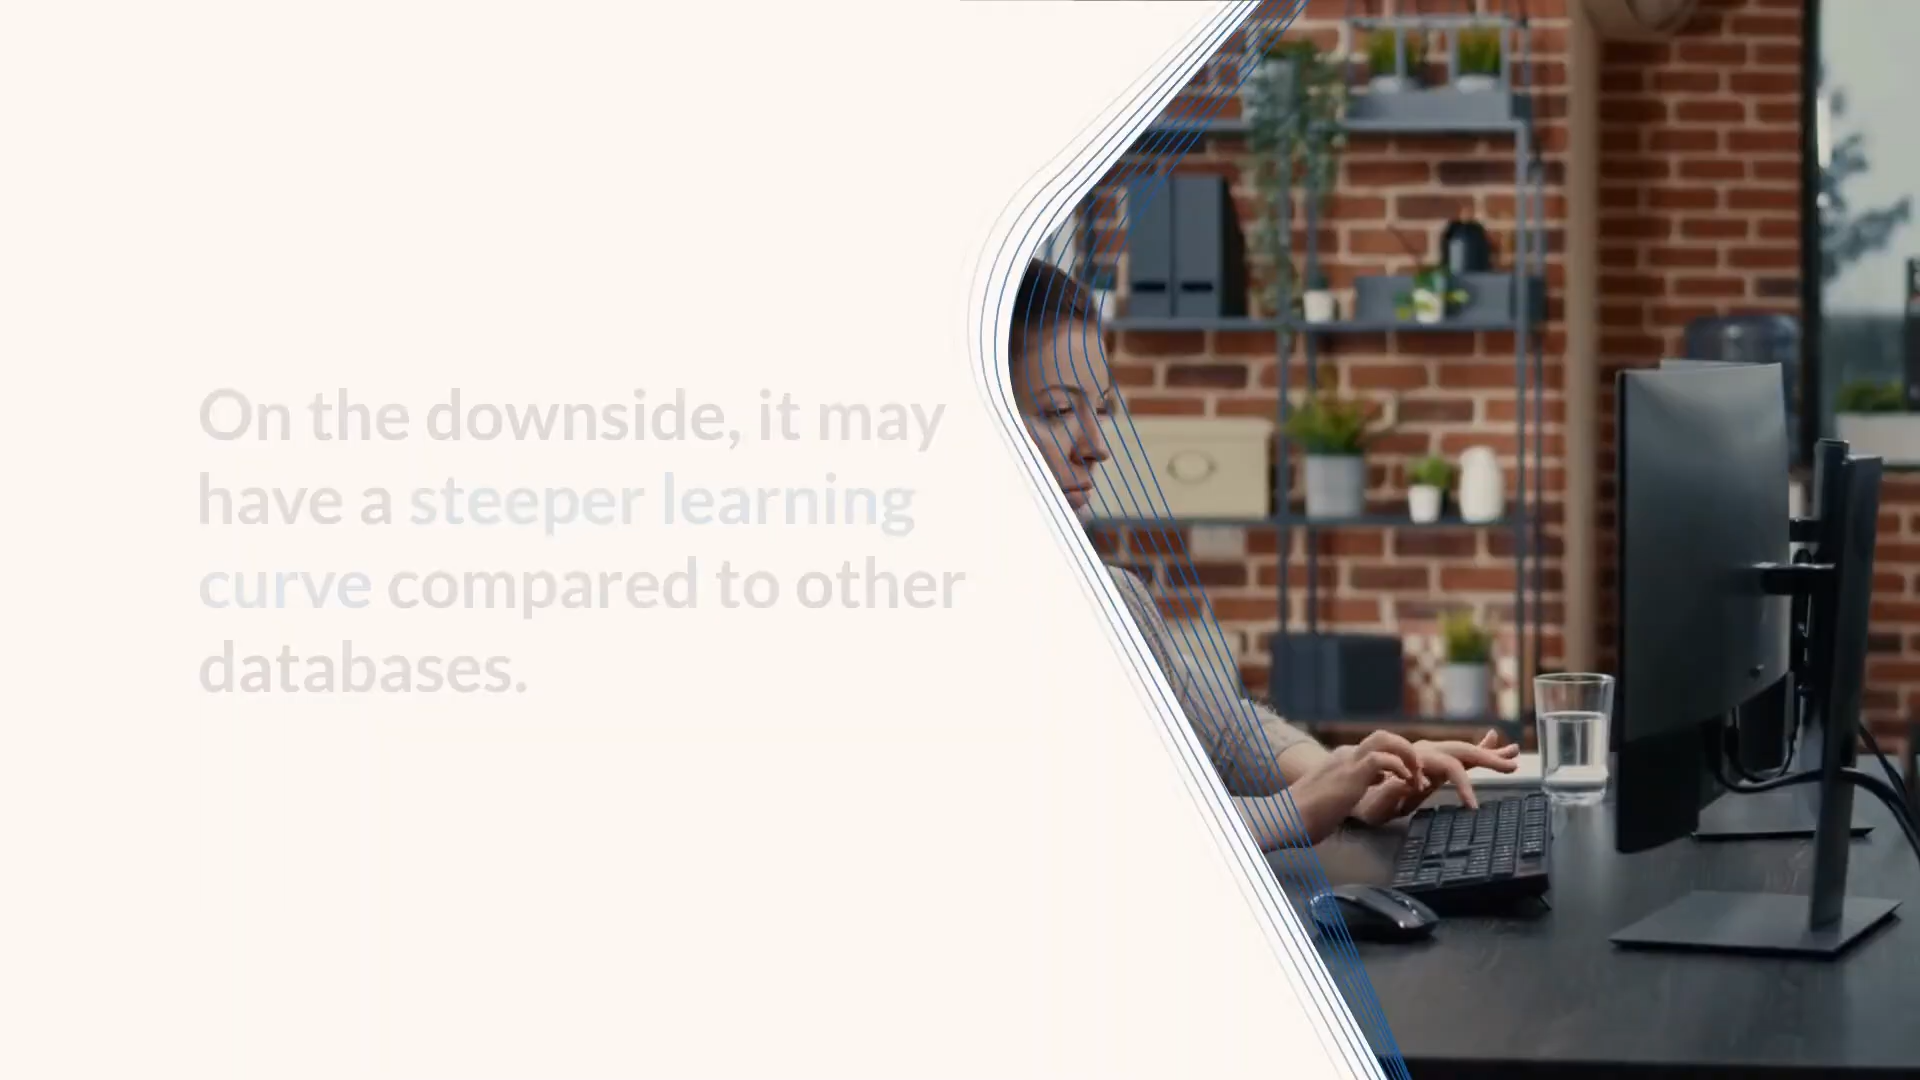 On the downside, it may
have a steeper learning
curve compared to other
databases.